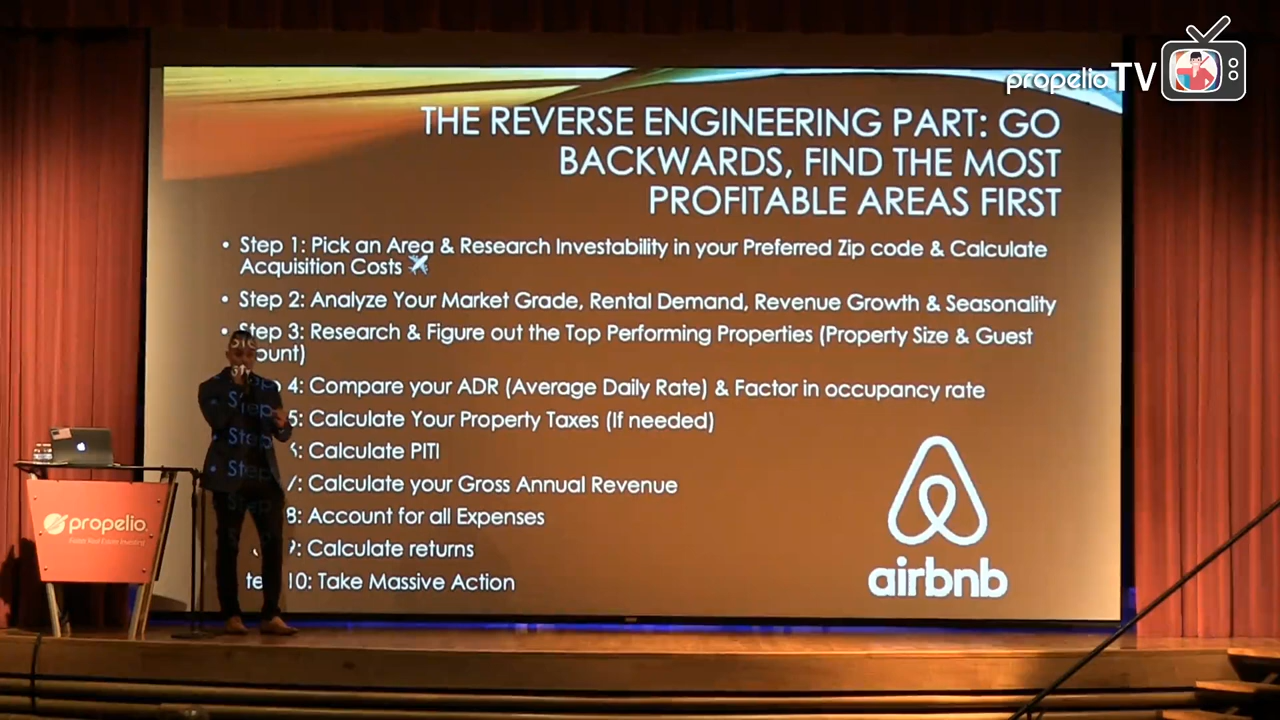 propelio TV
THE REVERSE ENGINEERING PART: GO
BACKWARDS, FIND THE MOST
PROFITABLE AREAS FIRST
• Step 1: Pick an Area & Research Investability in your Preferred Zip code & Calculate
Acquisition Costs
• Step 2: Analyze Your Market Grade, Rental Demand, Revenue Growth & Seasonality
• Step 3: Research & Figure out the Top Performing Properties (Property Size & Guest
ount)
4: Compare your ADR (Average Daily Rate) & Factor in occupancy rate
5: Calculate Your Property Taxes (If needed)
Calculate PITI
Calculate your Gross Annual Revenue
8: Account for all Expenses
Calculate returns
10: Take Massive Action
airbnb
propelio.